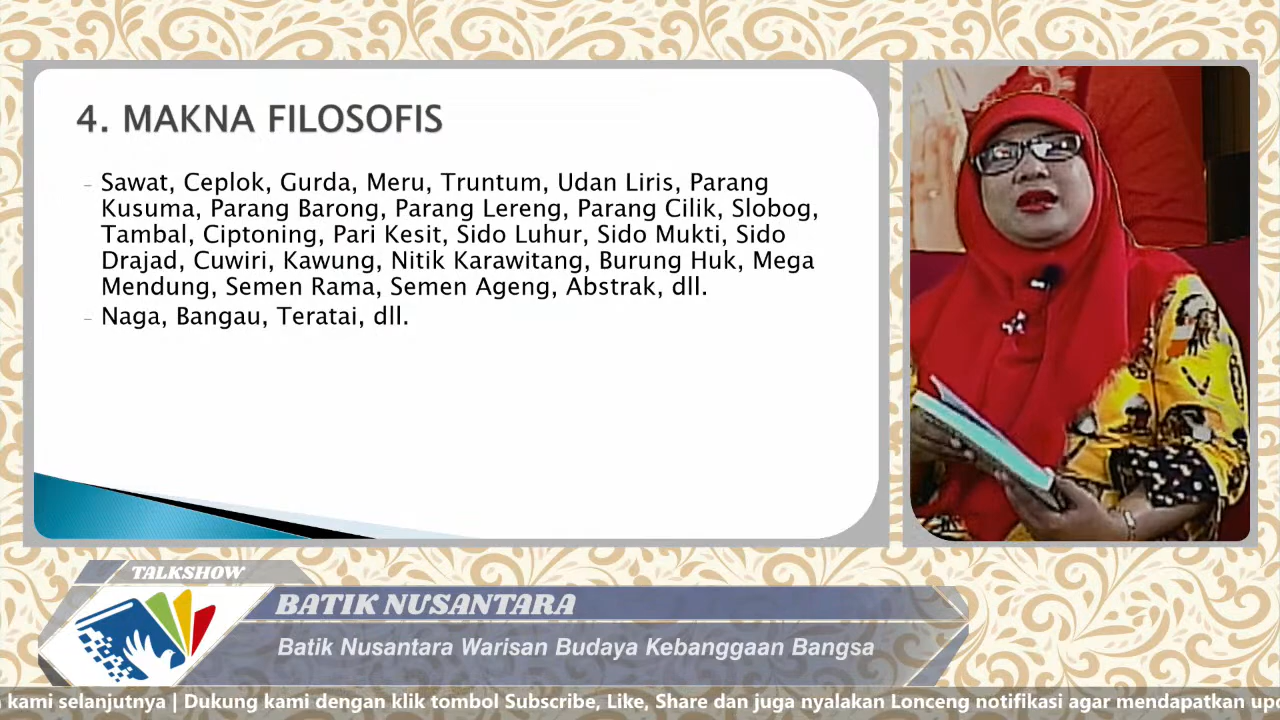 4. MAKNA FILOSOFIS
- Sawat, Ceplok, Gurda, Meru, Truntum, Udan Liris, Parang
Kusuma, Parang Barong, Parang Lereng, Parang Cilik, Slobog,
Tambal, Ciptoning, Pari Kesit, Sido Luhur, Sido Mukti, Sido
Drajad, Cuwiri, Kawung, Nitik Karawitang, Burung Huk, Mega
Mendung, Semen Rama, Semen Ageng, Abstrak, dll.
- Naga, Bangau, Teratai, dll.
TALKSHOW
BATIK NUSANTARA
Batik Nusantara Warisan Budaya Kebanggaan Bangsa
kami selanjutnya | Dukung kami dengan klik tombol Subscribe, Like, Share dan juga nyalakan Lonceng notifikasi agar mendapatkan